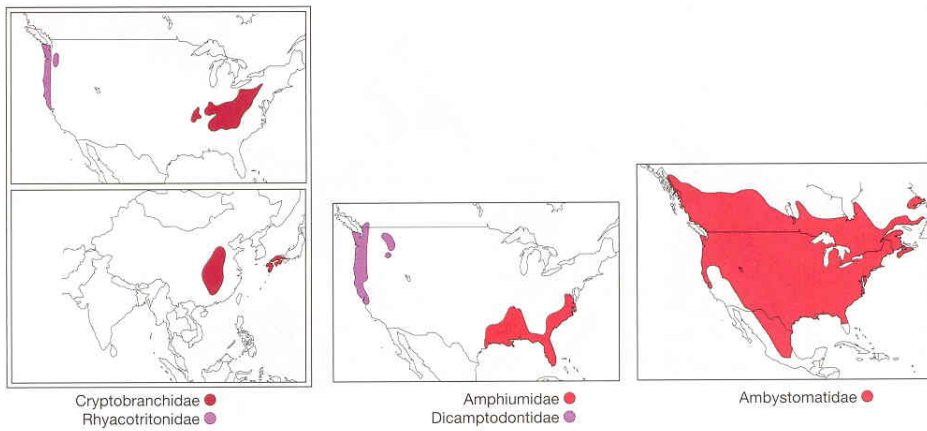 Cryptobranchidae
Rhyacotritonidae
Amphiumidae
Dicamptodontidae
Ambystomatidae